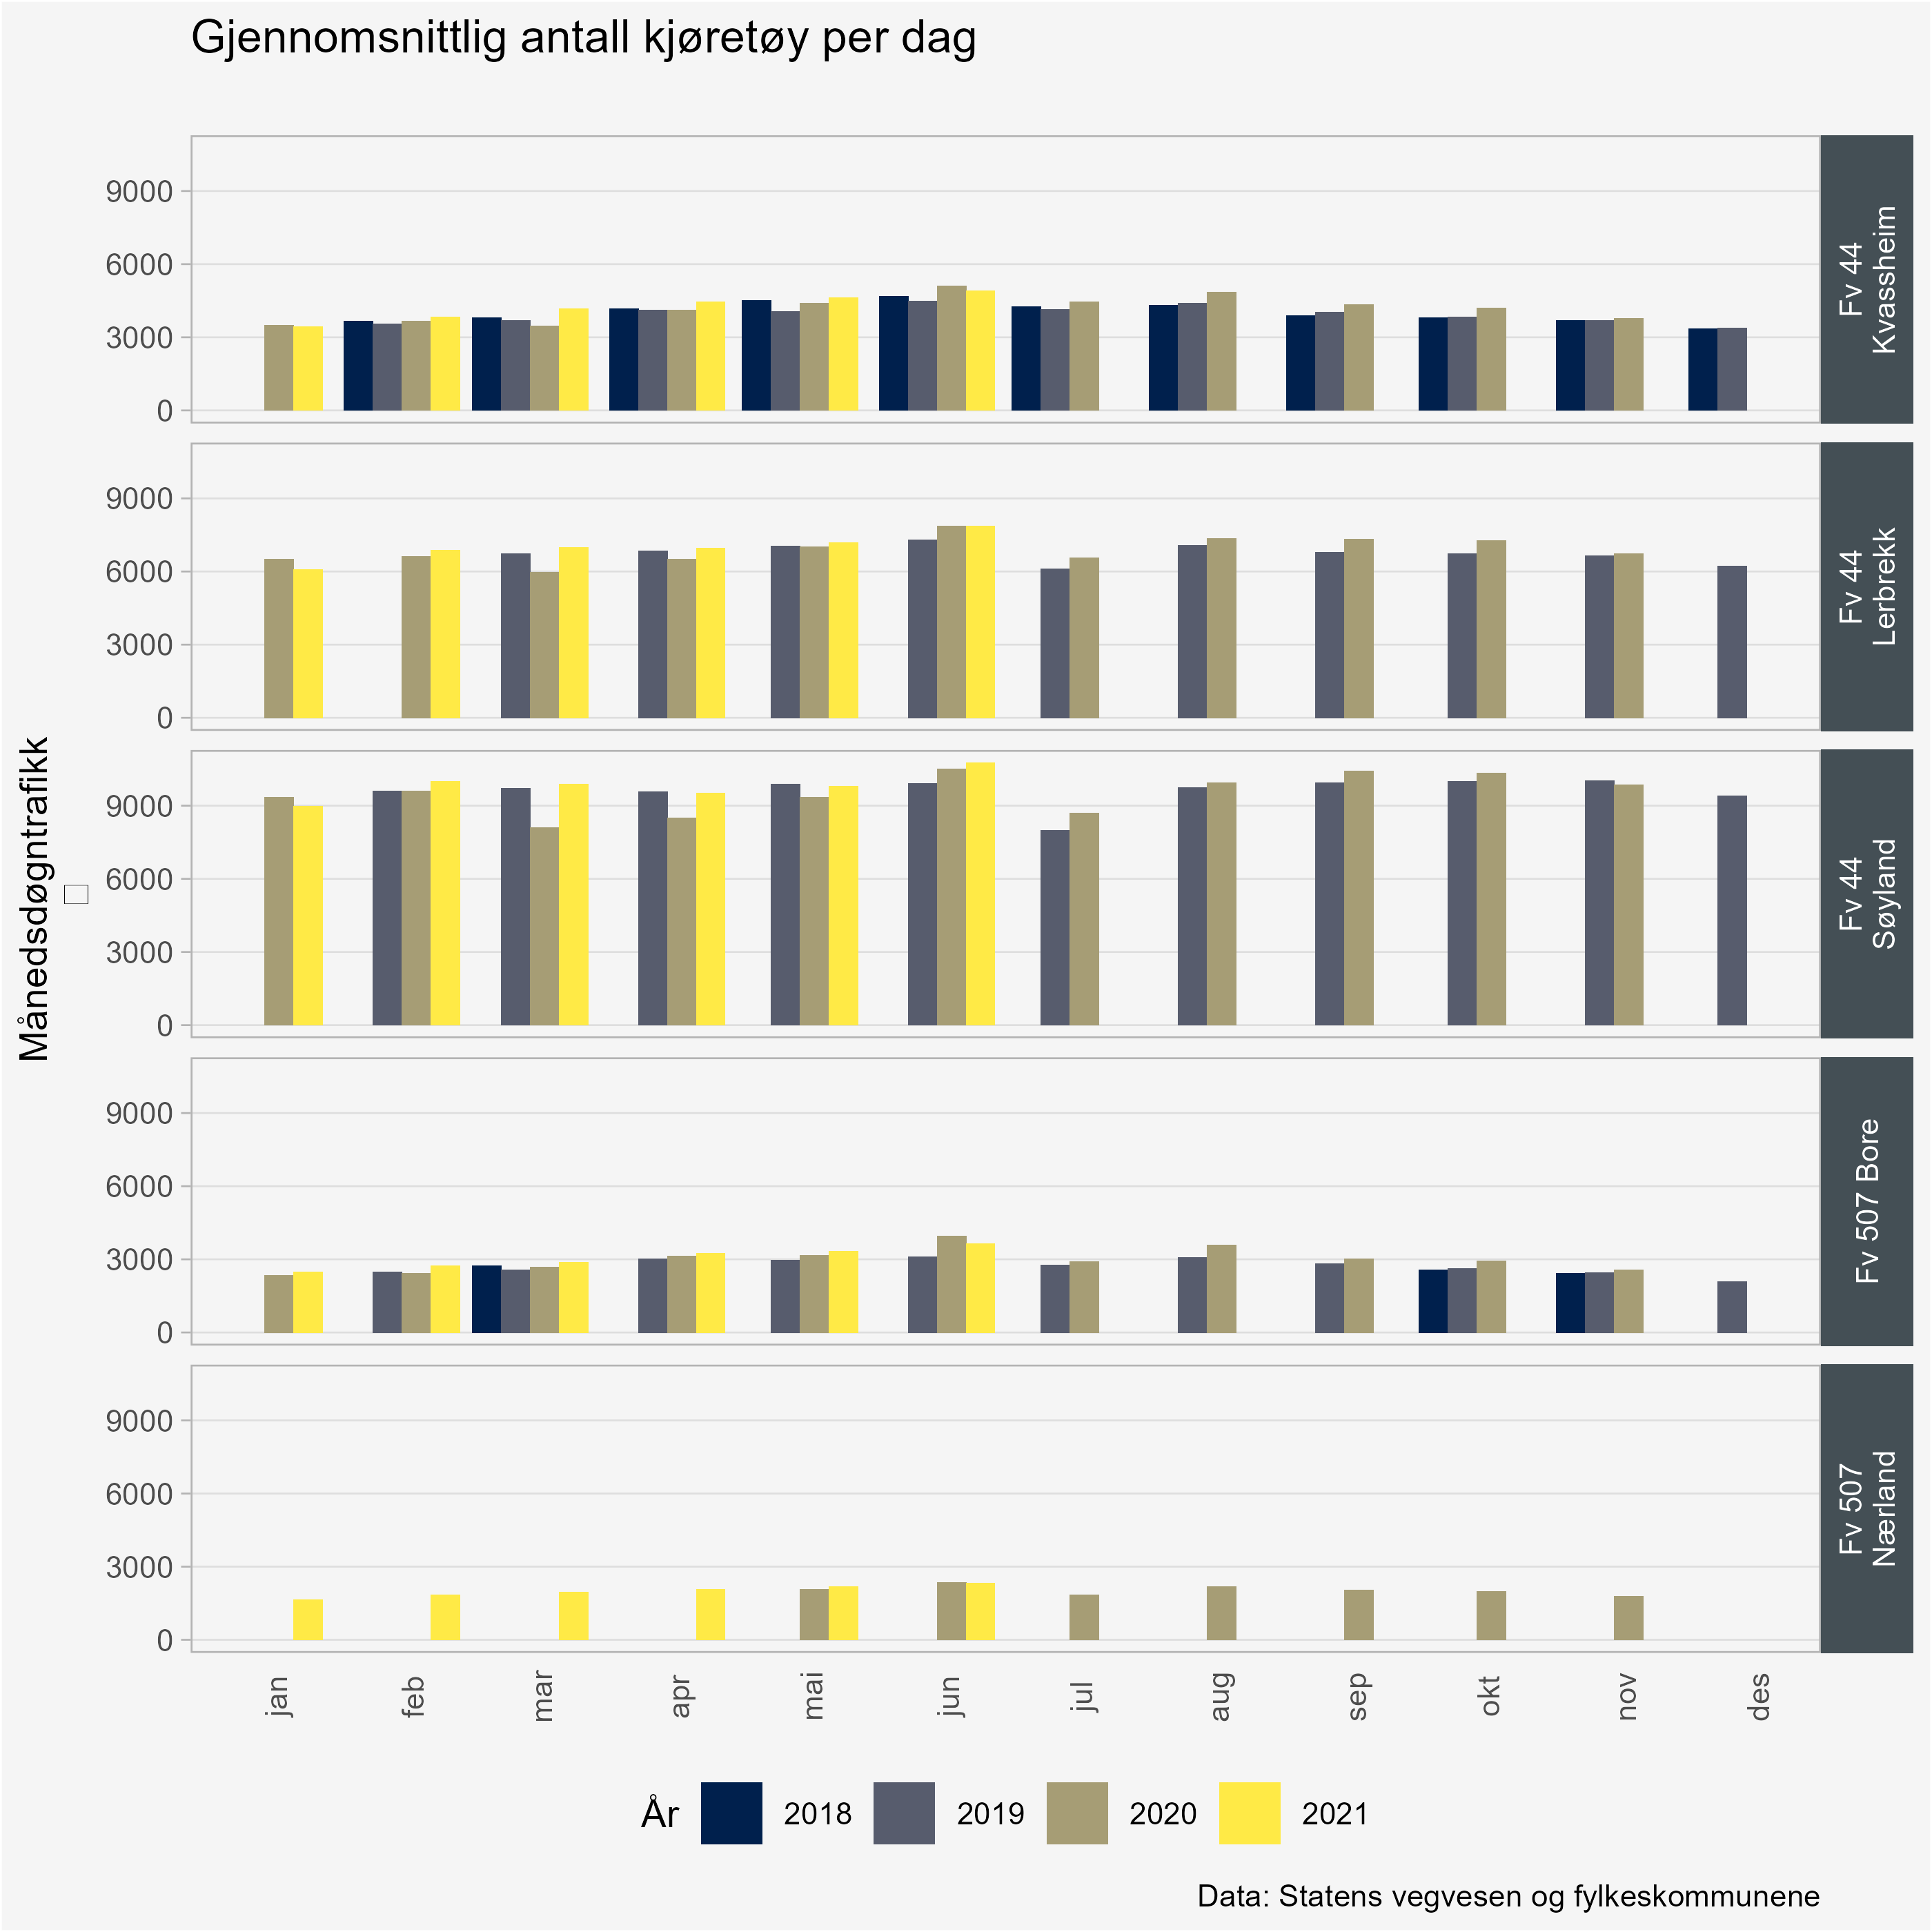 Gjennomsnittlig antall kjøretøy per dag
Månedsdøgntrafikk
9000
6000
3000
0
Fv 44
Kvassheim
9000
6000
3000
0
Fv 44
Lerbrekk
9000
6000
3000
0
Fv 44
Søyland
9000
6000
3000
0
Fv 507 Bore
9000
6000
3000
0
Fv 507
Nærland
jan feb mar apr mai jun jul aug sep okt nov des
År 2018 2019 2020 2021
Data: Statens vegvesen og fylkeskommunene